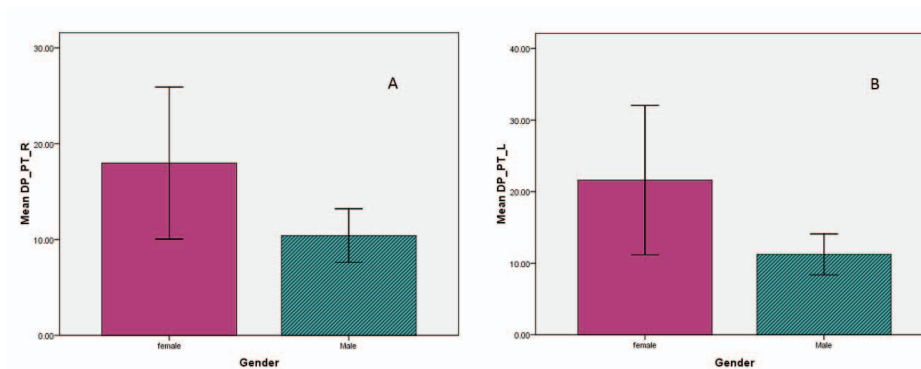 A
Mean DP_PT_R
30.00
20.00
10.00
0.00
female
Male
Gender
B
Mean DP_PT_L
40.00
30.00
20.00
10.00
0.00
female
Male
Gender